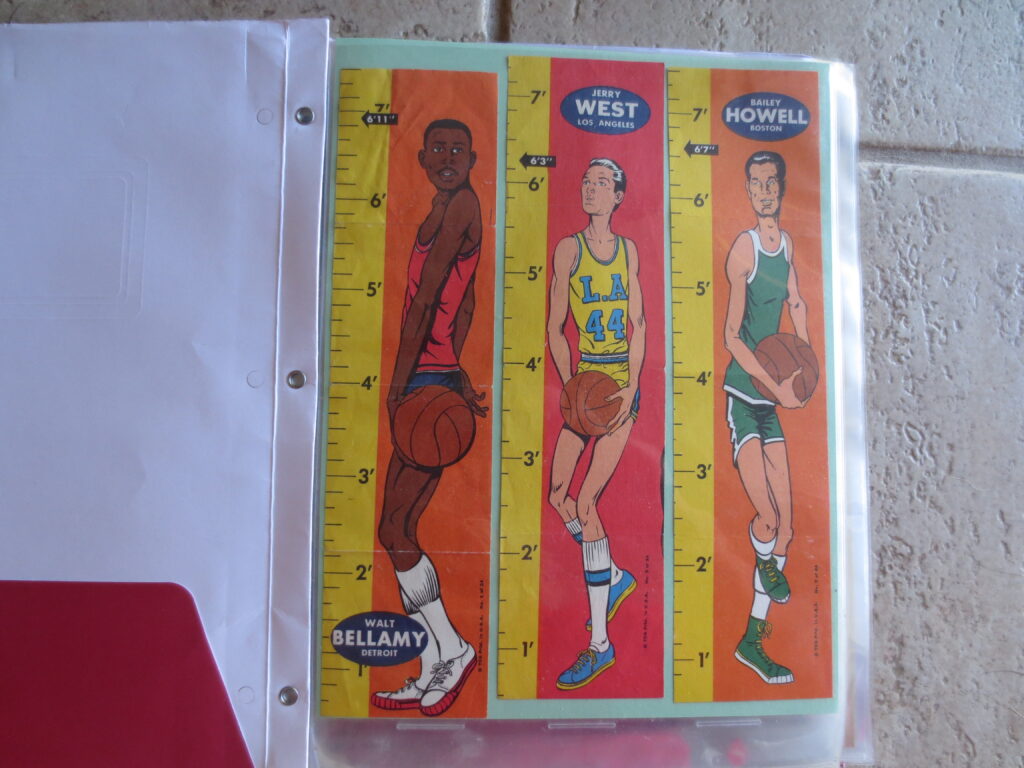 7'
6'11"
6'
5'
4'
3'
2'
WALT
BELLAMY
DETROIT
1'
7'
JERRY
WEST
LOS ANGELES
6'3"
6'
5'
L.A
44
4'
3'
2'
1'
BAILEY
HOWELL
BOSTON
7'
6'7"
6'
5'
4'
3'
2'
1'